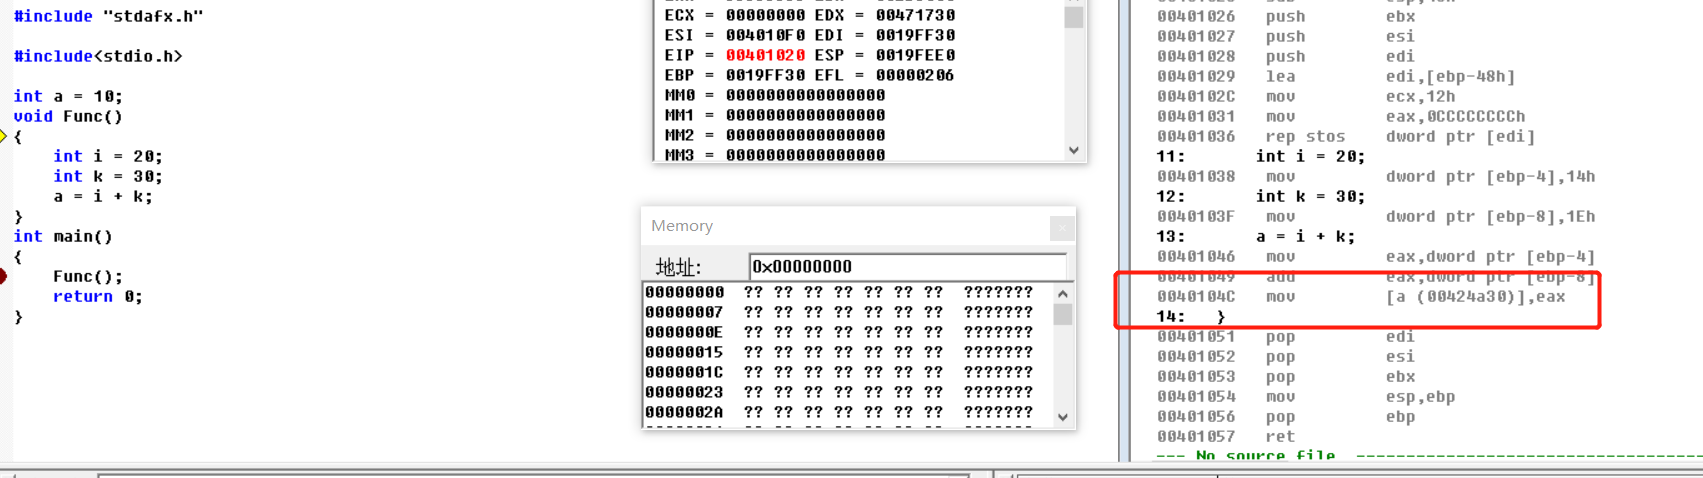 #include "stdafx.h"
#include<stdio.h>
int a = 10;
void Func()
{
    int i = 20;
    int k = 30;
    a = i + k;
}
int main()
{
    Func();
    return 0;
}
ECX = 00000000 EDX = 00471730
ESI = 004010F0 EDI = 0019FF30
EIP = 00401020 ESP = 0019FEE0
EBP = 0019FF30 EFL = 00000206
MM0 = 0000000000000000
MM1 = 0000000000000000
MM2 = 0000000000000000
MM3 = 0000000000000000
Memory
地址: 0x00000000
00000000 ?? ?? ?? ?? ?? ?? ?? ???????
00000007 ?? ?? ?? ?? ?? ?? ?? ???????
0000000E ?? ?? ?? ?? ?? ?? ?? ???????
00000015 ?? ?? ?? ?? ?? ?? ?? ???????
0000001C ?? ?? ?? ?? ?? ?? ?? ???????
00000023 ?? ?? ?? ?? ?? ?? ?? ???????
0000002A ?? ?? ?? ?? ?? ?? ?? ???????
00401026 push ebx
00401027 push esi
00401028 push edi
00401029 lea edi,[ebp-48h]
0040102C mov ecx,12h
00401031 mov eax,0CCCCCCCCh
00401036 rep stos dword ptr [edi]
11: int i = 20;
00401038 mov dword ptr [ebp-4],14h
12: int k = 30;
0040103F mov dword ptr [ebp-8],1Eh
13: a = i + k;
00401046 mov eax,dword ptr [ebp-4]
00401049 add eax,dword ptr [ebp-8]
0040104C mov [a (00424a30)],eax
14: }
00401051 pop edi
00401052 pop esi
00401053 pop ebx
00401054 mov esp,ebp
00401056 pop ebp
00401057 ret
--- No source file ---